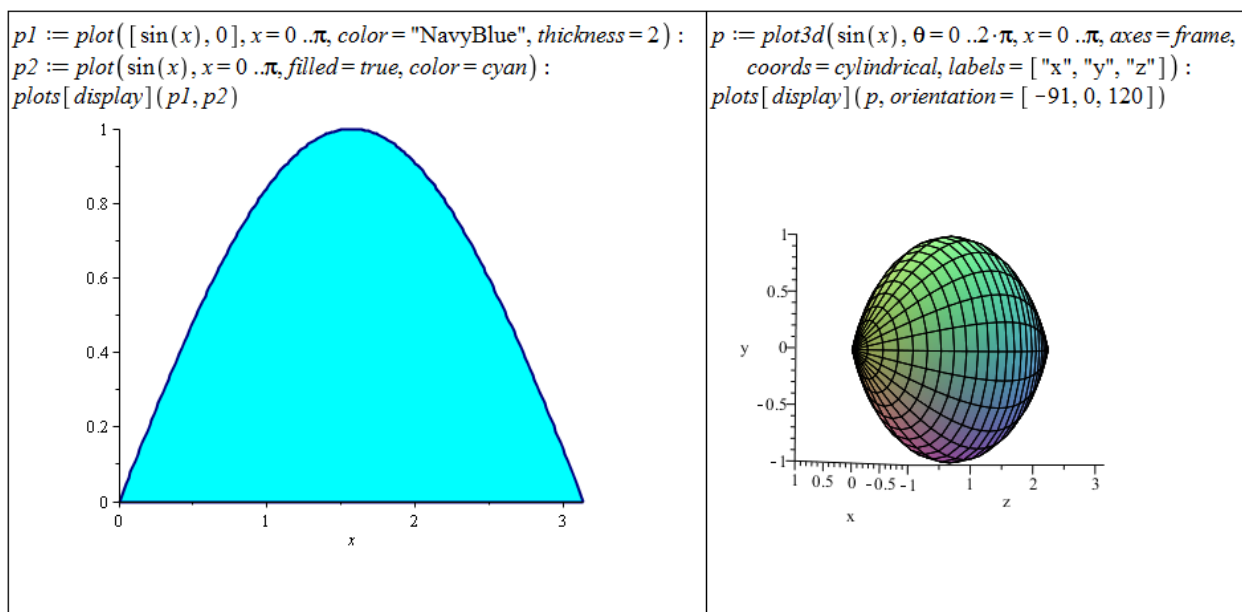 p1 := plot([sin(x), 0], x = 0 ..π, color = "NavyBlue", thickness = 2) :
p2 := plot(sin(x), x = 0 ..π, filled = true, color = cyan) :
plots[display](p1, p2)
1
0.8
0.6
0.4
0.2
0
0 1 2 3
x
p := plot3d(sin(x), θ = 0 ..2·π, x = 0 ..π, axes = frame,
coords = cylindrical, labels = ["x", "y", "z"]) :
plots[display](p, orientation = [-91, 0, 120])
1
0.5
y 0
-0.5
-1
1 0.5 0 -0.5 -1 1 2 3
z
x